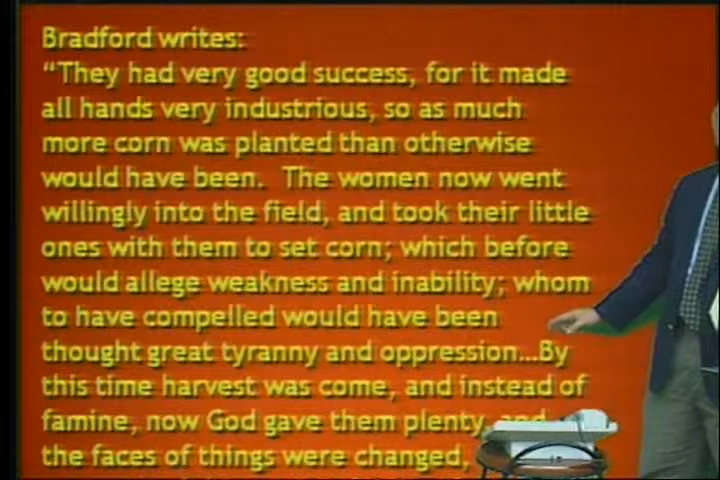 Bradford writes:
“They had very good success, for it made
all hands very industrious, so as much
more corn was planted than otherwise
would have been.  The women now went
willingly into the field, and took their little
ones with them to set corn; which before
would allege weakness and inability; whom
to have compelled would have been
thought great tyranny and oppression...By
this time harvest was come, and instead of
famine, now God gave them plenty, and
the faces of things were changed,